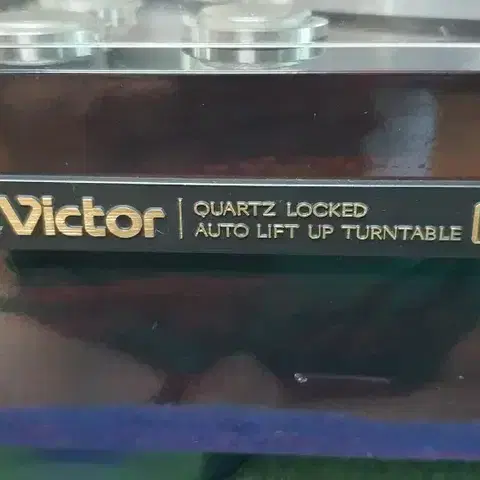 Victor
QUARTZ LOCKED
AUTO LIFT UP TURNTABLE